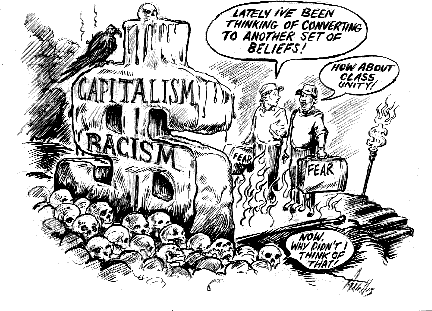 LATELY I'VE BEEN
THINKING OF CONVERTING
TO ANOTHER SET OF
BELIEFS!
HOW ABOUT
CLASS
UNITY!
CAPITALISM
RACISM
FEAR
FEAR
NOW,
WHY DIDN'T I
THINK OF
THAT!